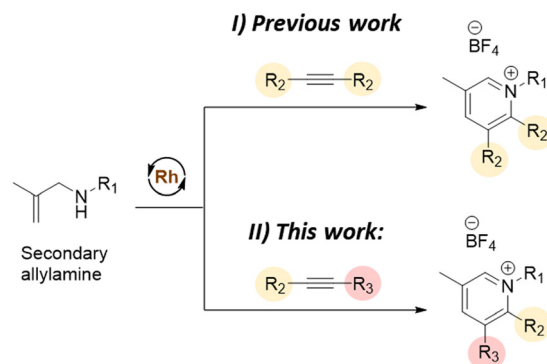 I) Previous work
⊖
BF4
R2 R2
⊕
N R1
R2
R2
Rh
N R1
H
Secondary
allylamine
II) This work:
⊖
BF4
R2 R3
⊕
N R1
R2
R3